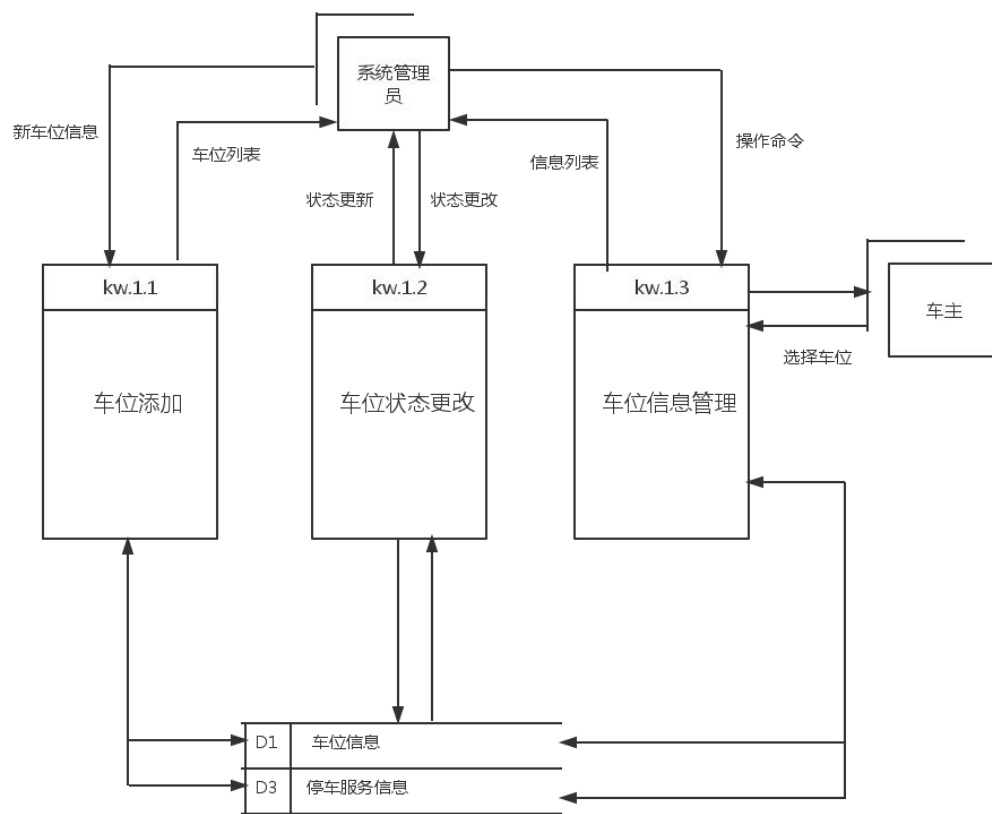 系统管理
员
新车位信息
车位列表
状态更新
状态更改
信息列表
操作命令
kw.1.1
kw.1.2
kw.1.3
车主
选择车位
车位添加
车位状态更改
车位信息管理
D1 车位信息
D3 停车服务信息